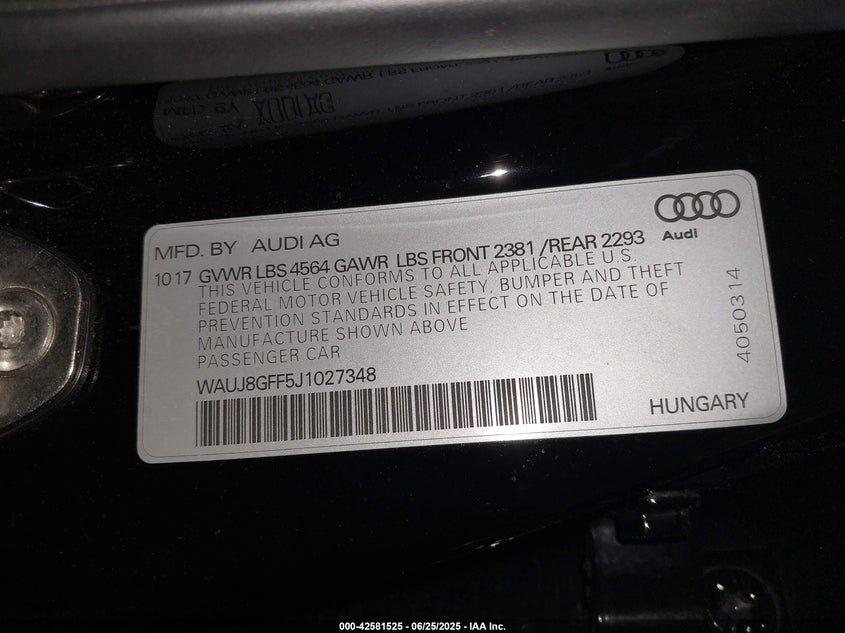 MFD. BY AUDI AG
Audi
10 17 GVWR LBS 4564 GAWR LBS FRONT 2381 /REAR 2293
THIS VEHICLE CONFORMS TO ALL APPLICABLE U.S.
FEDERAL MOTOR VEHICLE SAFETY, BUMPER AND THEFT
PREVENTION STANDARDS IN EFFECT ON THE DATE OF
MANUFACTURE SHOWN ABOVE
PASSENGER CAR
WAUJ8GFF5J1027348
HUNGARY
4050314
000-42581525 - 06/25/2025 - IAA Inc.